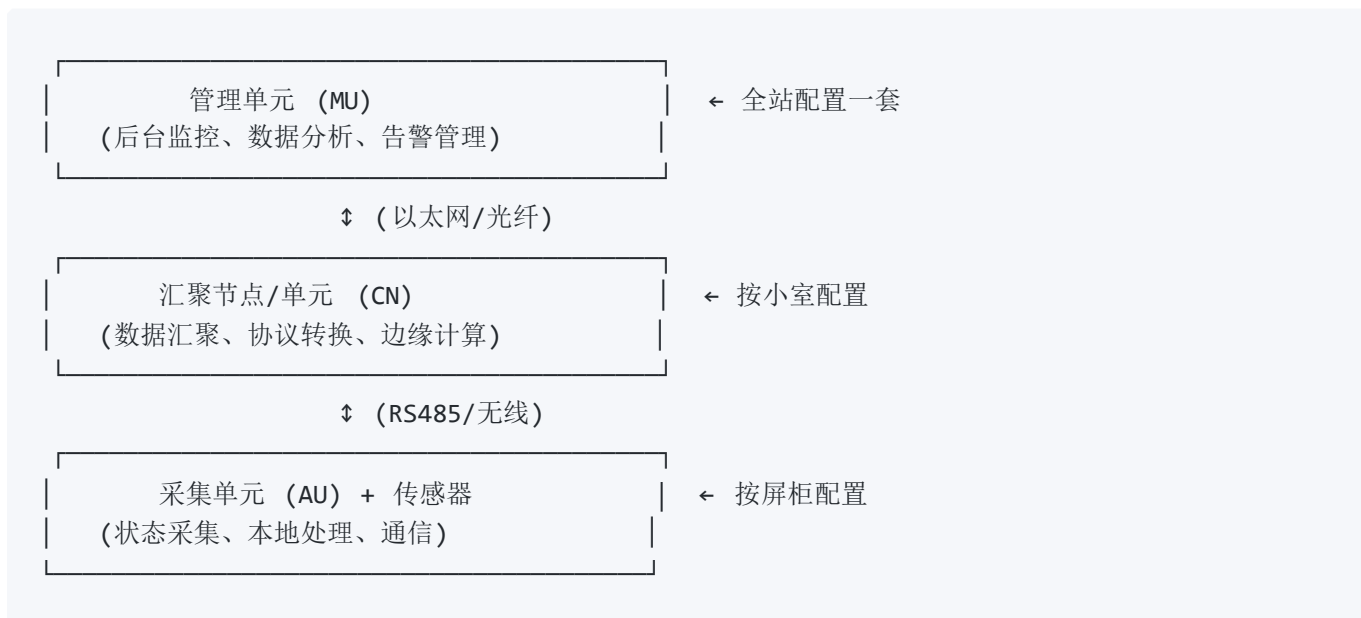 管理单元 (MU) ← 全站配置一套
(后台监控、数据分析、告警管理)
↕ (以太网/光纤)
汇聚节点/单元 (CN) ← 按小室配置
(数据汇聚、协议转换、边缘计算)
↕ (RS485/无线)
采集单元 (AU) + 传感器 ← 按屏柜配置
(状态采集、本地处理、通信)